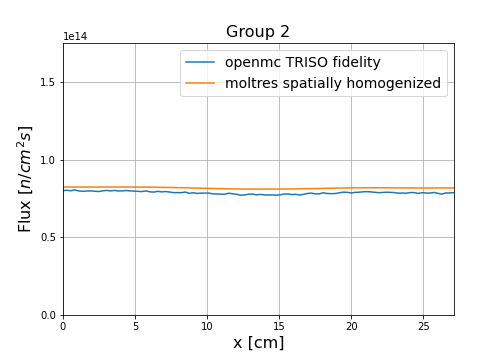 Group 2
1e14
openmc TRISO fidelity
moltres spatially homogenized
1.5
1.0
0.5
0.0
Flux [n/cm²s]
0 5 10 15 20 25
x [cm]